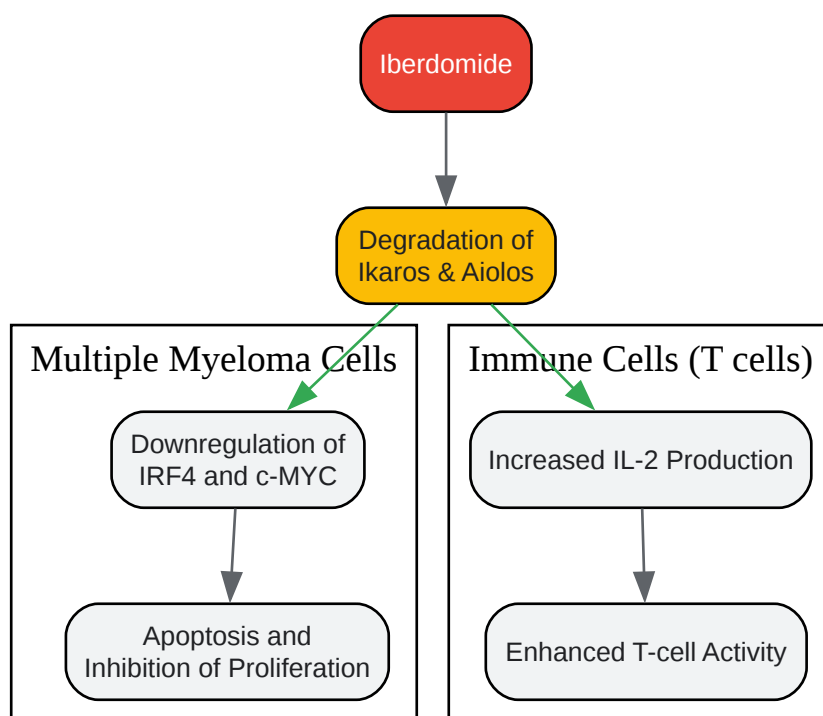 Iberdomide
Degradation of
Ikaros & Aiolos
Multiple Myeloma Cells
Downregulation of
IRF4 and c-MYC
Apoptosis and
Inhibition of Proliferation
Immune Cells (T cells)
Increased IL-2 Production
Enhanced T-cell Activity